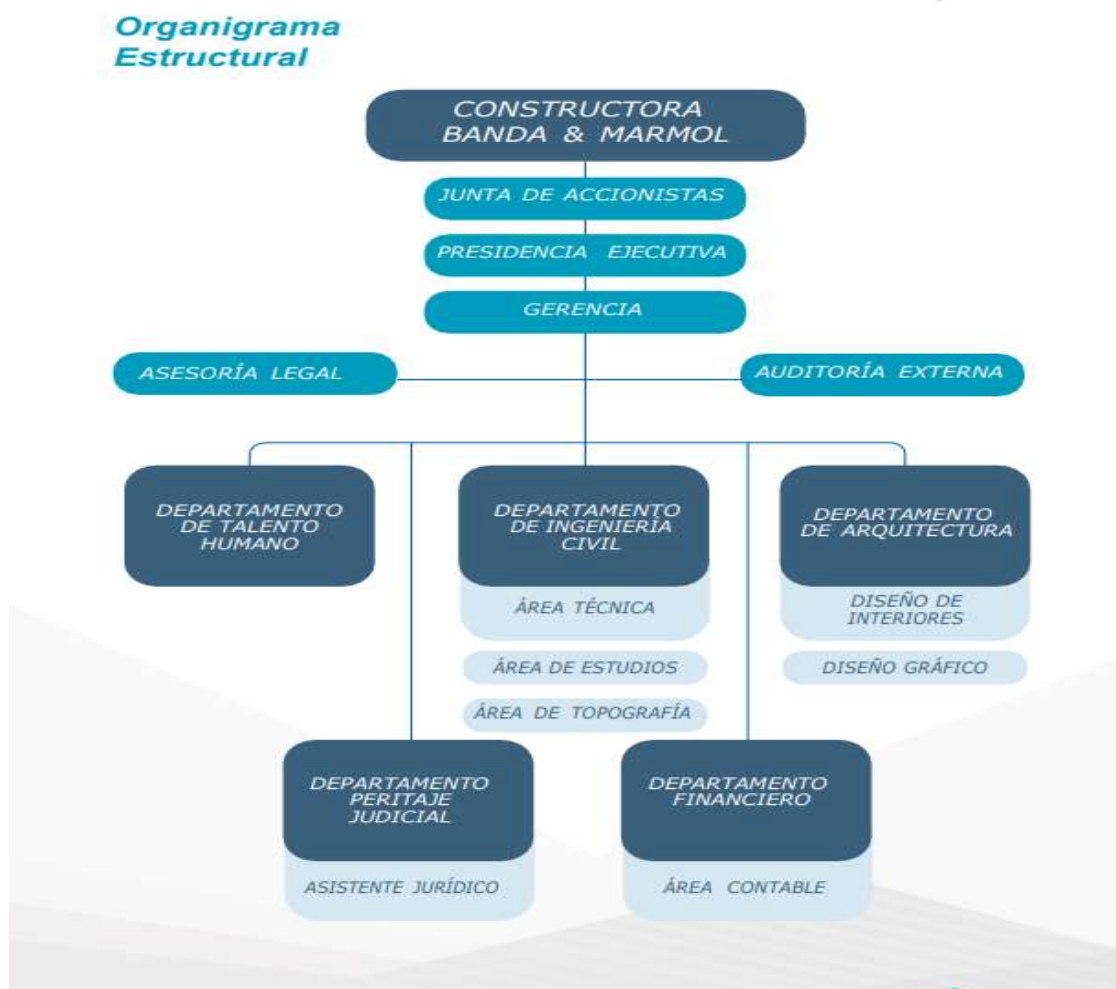 Organigrama
Estructural
CONSTRUCTORA
BANDA & MARMOL
JUNTA DE ACCIONISTAS
PRESIDENCIA EJECUTIVA
GERENCIA
ASESORÍA LEGAL
AUDITORÍA EXTERNA
DEPARTAMENTO
DE TALENTO
HUMANO
DEPARTAMENTO
DE INGENIERÍA
CIVIL
ÁREA TÉCNICA
ÁREA DE ESTUDIOS
ÁREA DE TOPOGRAFÍA
DEPARTAMENTO
DE ARQUITECTURA
DISEÑO DE
INTERIORES
DISEÑO GRÁFICO
DEPARTAMENTO
PERITAJE
JUDICIAL
ASISTENTE JURÍDICO
DEPARTAMENTO
FINANCIERO
ÁREA CONTABLE